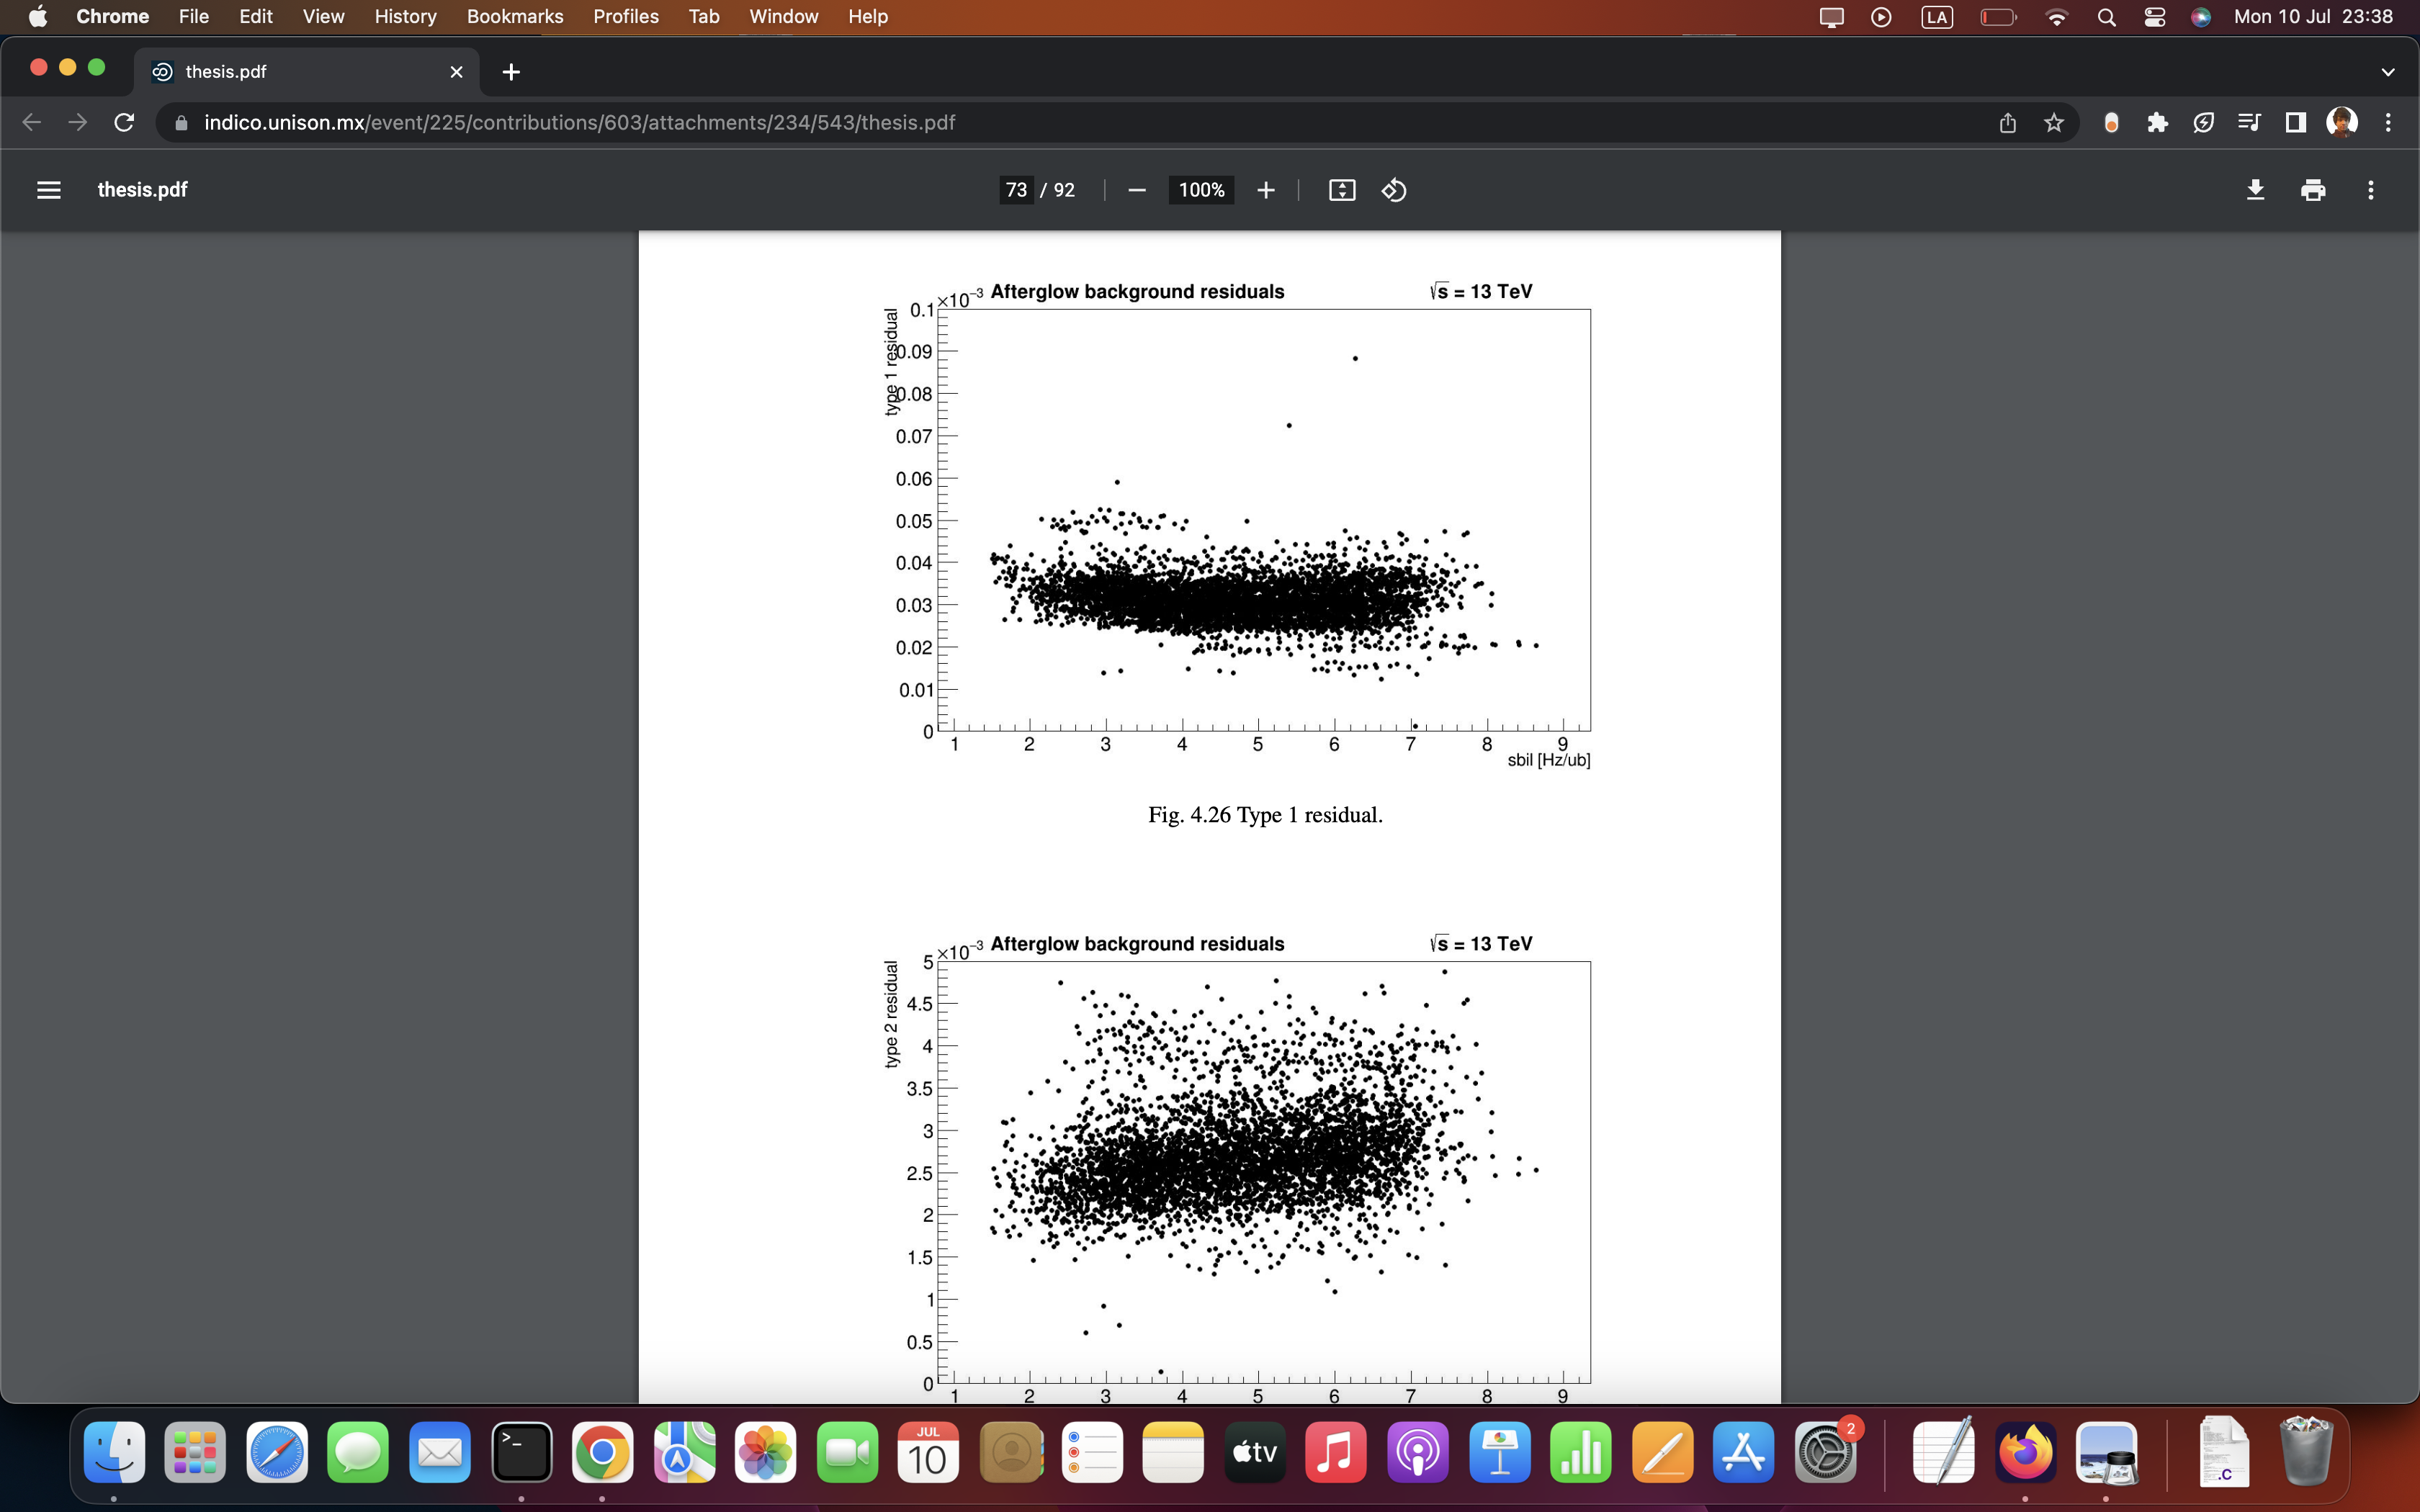 Chrome File Edit View History Bookmarks Profiles Tab Window Help LA Mon 10 Jul 23:38
thesis.pdf
indico.unison.mx/event/225/contributions/603/attachments/234/543/thesis.pdf
thesis.pdf 73 / 92 100%
×10⁻³ Afterglow background residuals √s = 13 TeV
type 1 residual
0.1
0.09
0.08
0.07
0.06
0.05
0.04
0.03
0.02
0.01
0
1 2 3 4 5 6 7 8 9
sbil [Hz/ub]
Fig. 4.26 Type 1 residual.
×10⁻³ Afterglow background residuals √s = 13 TeV
type 2 residual
5
4.5
4
3.5
3
2.5
2
1.5
1
0.5
0
1 2 3 4 5 6 7 8 9
>_
JUL
10
tv
2
.C